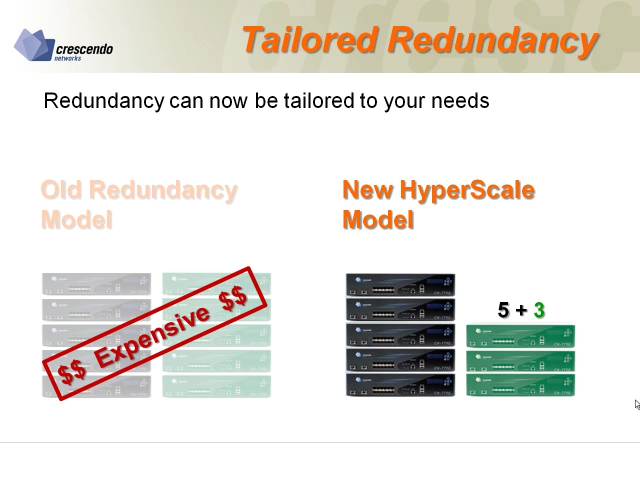 crescendo
networks
Tailored Redundancy
Redundancy can now be tailored to your needs
Old Redundancy
Model
New HyperScale
Model
$$ Expensive $$
5 + 3